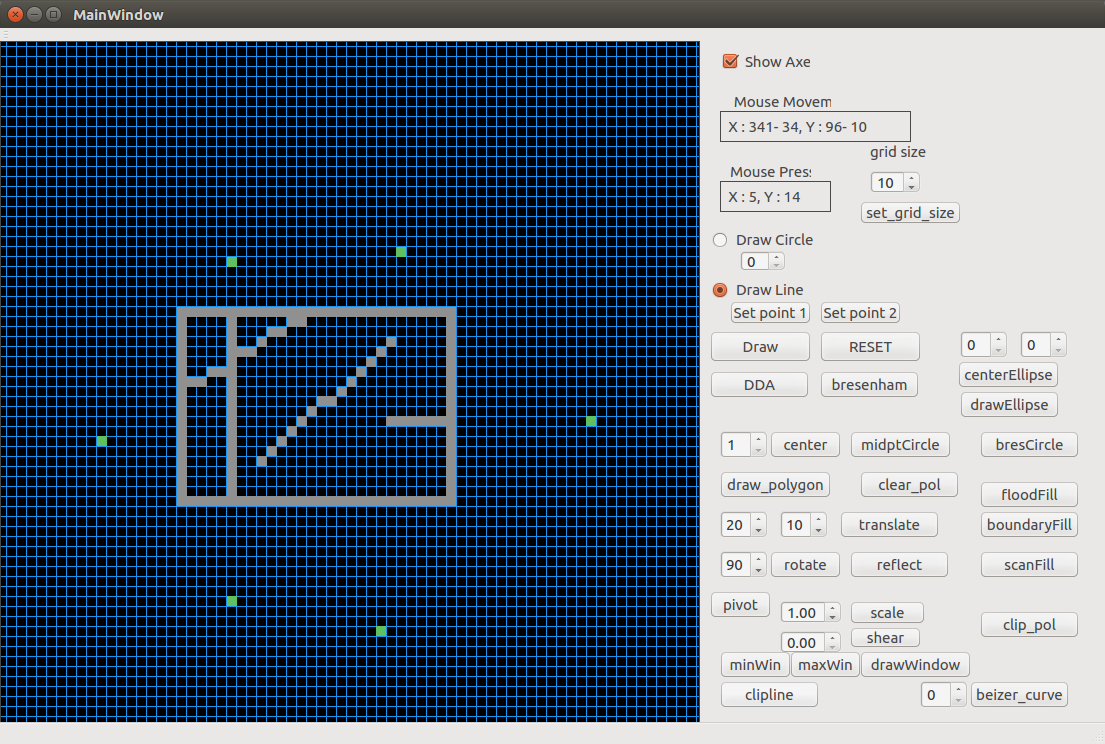 MainWindow
Show Axe
Mouse Movem
X : 341- 34, Y : 96- 10
grid size
Mouse Press
10
X : 5, Y : 14
set_grid_size
Draw Circle
0
Draw Line
Set point 1 Set point 2
Draw RESET 0 0
centerEllipse
DDA bresenham
drawEllipse
1 center midptCircle bresCircle
draw_polygon clear_pol
floodFill
20 10 translate boundaryFill
90 rotate reflect scanFill
pivot
1.00 scale
clip_pol
0.00 shear
minWin maxWin drawWindow
clipline 0 beizer_curve